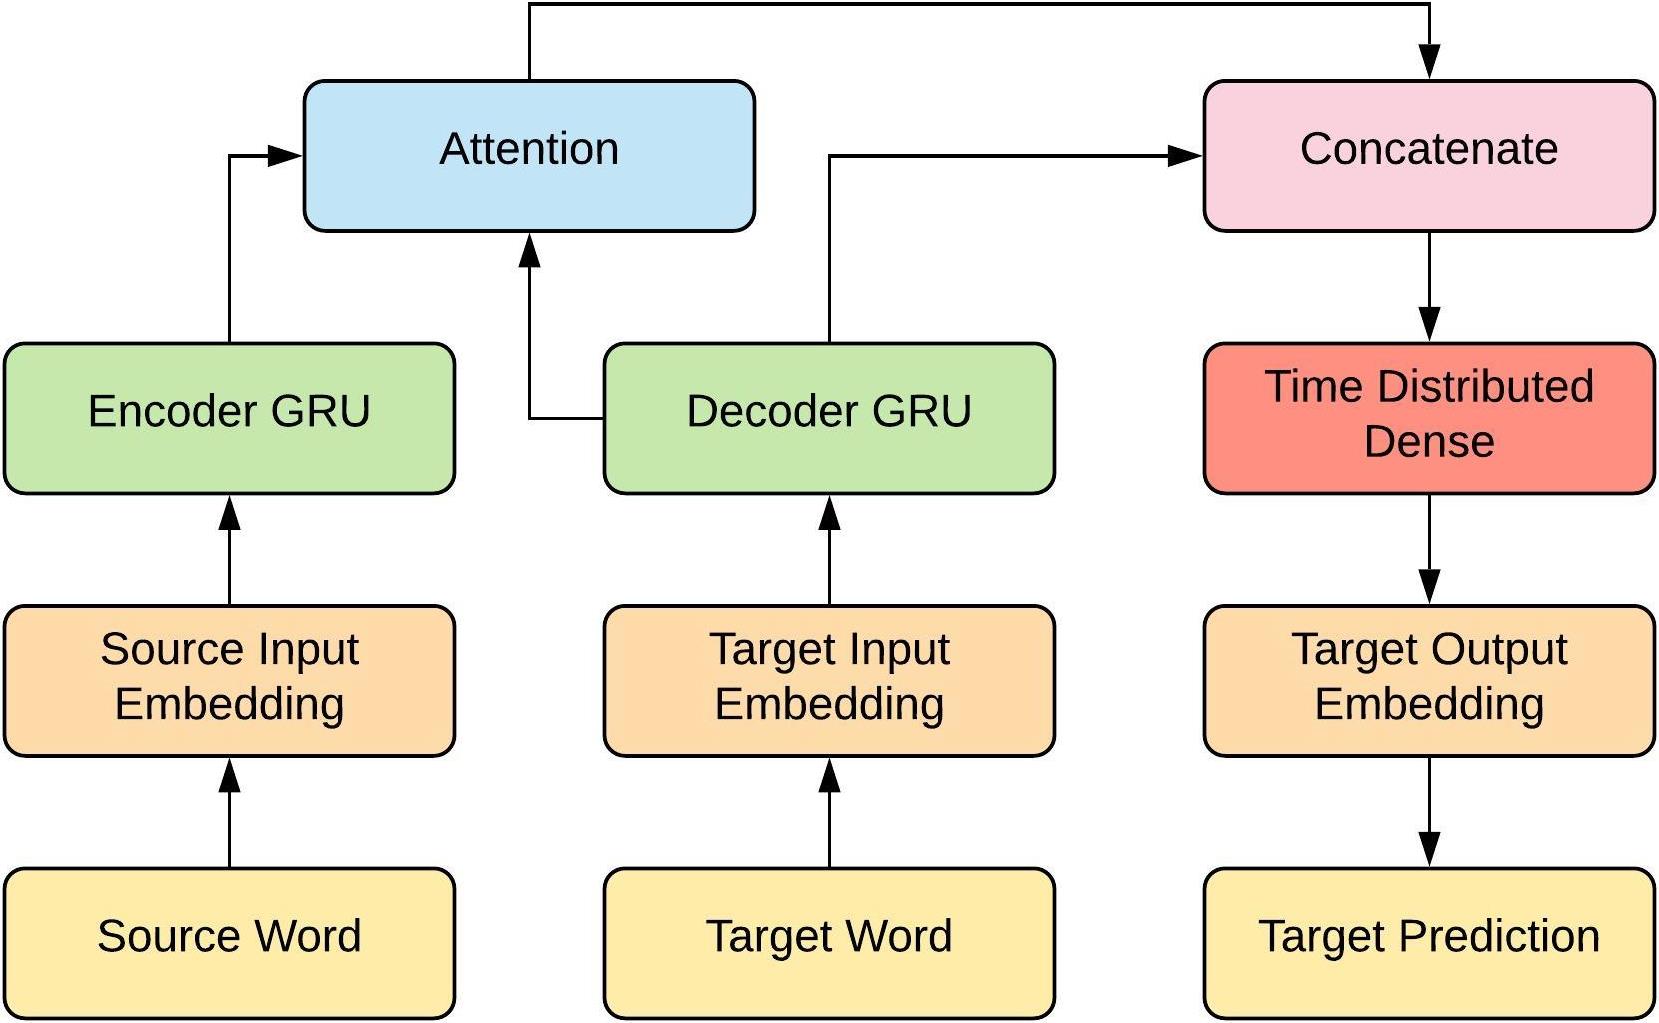 Attention
Concatenate
Encoder GRU
Decoder GRU
Time Distributed
Dense
Source Input
Embedding
Target Input
Embedding
Target Output
Embedding
Source Word
Target Word
Target Prediction